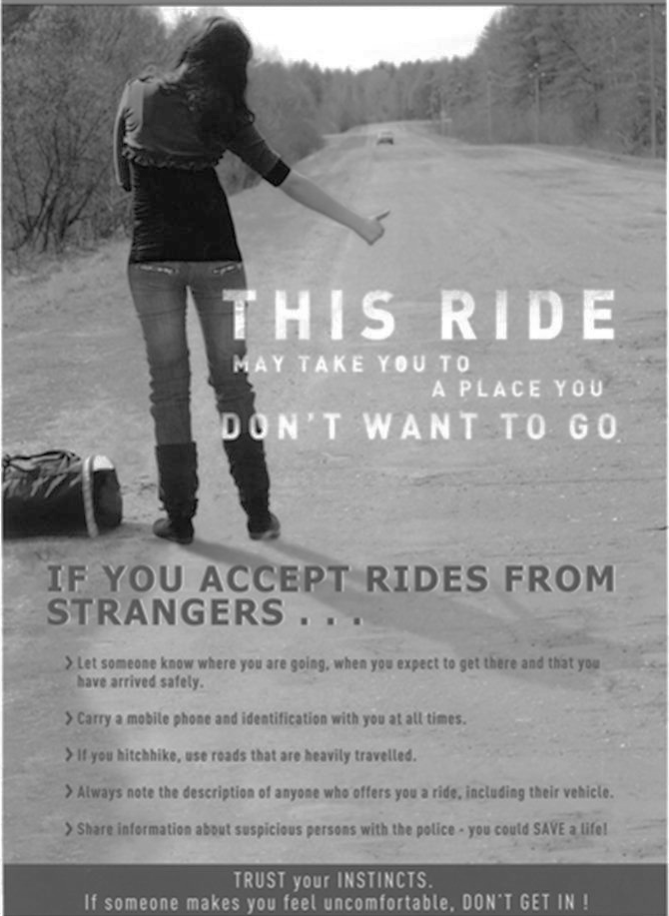 THIS RIDE
MAY TAKE YOU TO
A PLACE YOU
DON'T WANT TO GO
IF YOU ACCEPT RIDES FROM
STRANGERS . . .
> Let someone know where you are going, when you expect to get there and that you
have arrived safely.
> Carry a mobile phone and identification with you at all times.
> If you hitchhike, use roads that are heavily travelled.
> Always note the description of anyone who offers you a ride, including their vehicle.
> Share information about suspicious persons with the police - you could SAVE a life!
TRUST your INSTINCTS.
If someone makes you feel uncomfortable, DON'T GET IN !